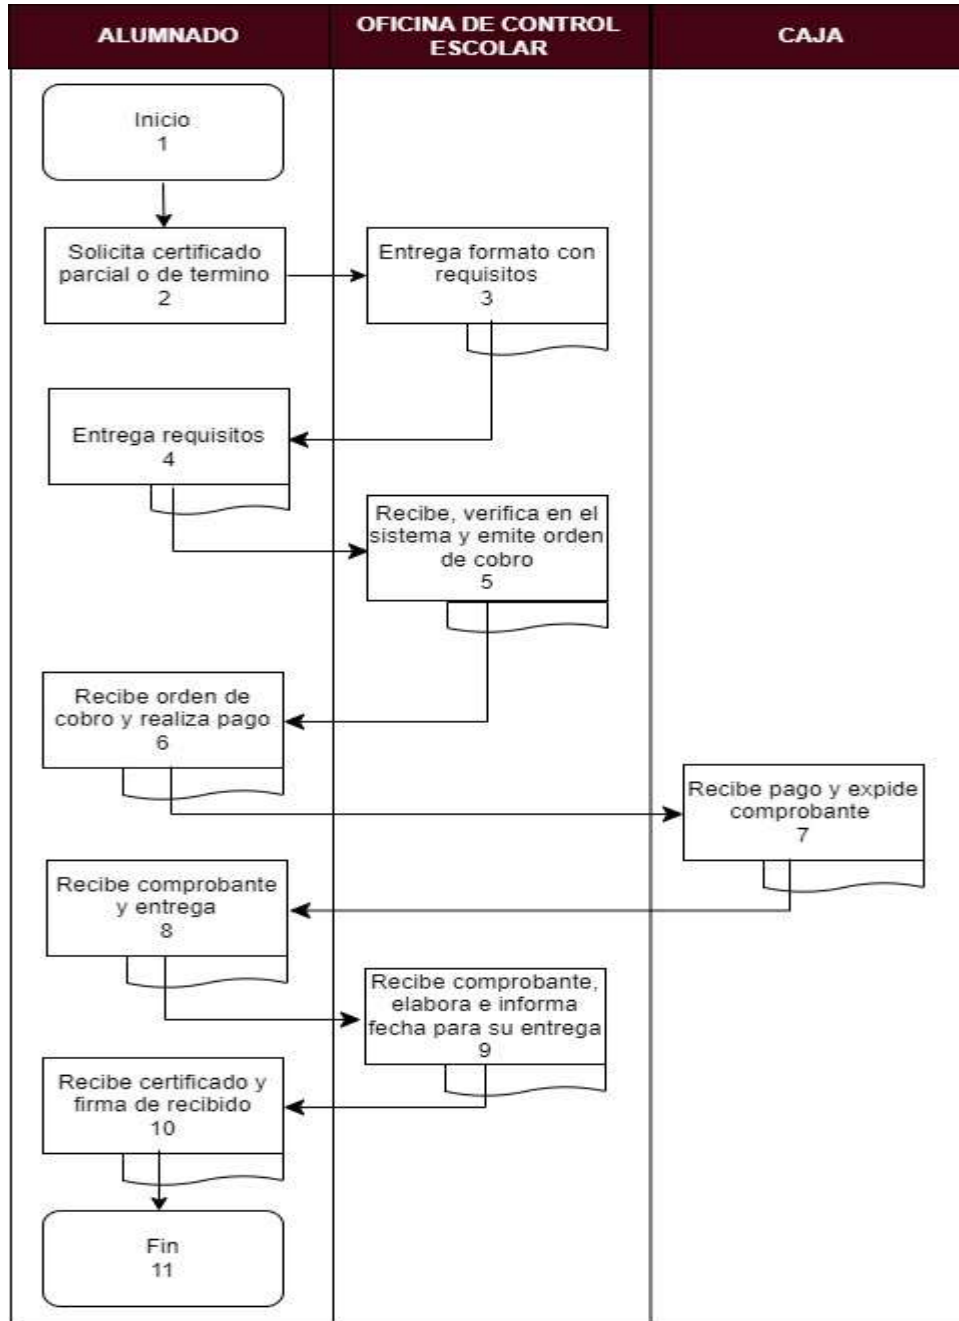 ALUMNADO
OFICINA DE CONTROL
ESCOLAR
CAJA
Inicio
1
Solicita certificado
parcial o de termino
2
Entrega formato con
requisitos
3
Entrega requisitos
4
Recibe, verifica en el
sistema y emite orden
de cobro
5
Recibe orden de
cobro y realiza pago
6
Recibe pago y expide
comprobante
7
Recibe comprobante
y entrega
8
Recibe comprobante,
elabora e informa
fecha para su entrega
9
Recibe certificado y
firma de recibido
10
Fin
11